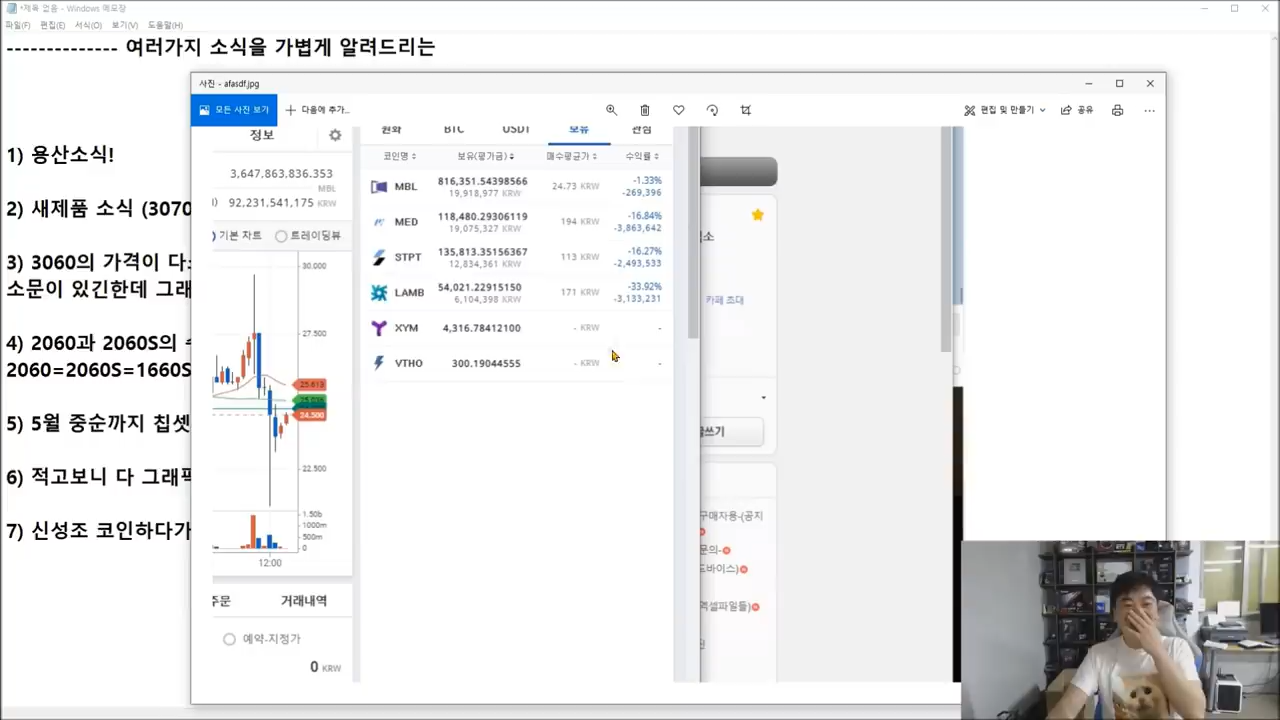 *제목 없음 - Windows 메모장
파일(F) 편집(E) 서식(O) 보기(V) 도움말(H)
------------- 여러가지 소식을 가볍게 알려드리는
1) 용산소식!
2) 새제품 소식 (3070
3) 3060의 가격이 다
소문이 있긴한데 그래
4) 2060과 2060S의
2060=2060S=1660S
5) 5월 중순까지 칩셋
6) 적고보니 다 그래픽
7) 신성조 코인하다가
사진 - afasdf.jpg
모든 사진 보기
다음에 추가...
편집 및 만들기
공유
정보
3,647,863,836.353
MBL
92,231,541,175 KRW
기본 차트
트레이딩뷰
30.000
27.500
25.613
24.500
22.500
1.50b
1000m
500m
0
12:00
주문
거래내역
예약-지정가
0 KRW
원화 BTC USDT 보유 관심
코인명 보유(평가금) 매수평균가 수익률
MBL 816,351.54398566 24.73 KRW -1.33%
19,918,977 KRW -269,396
MED 118,480.29306119 194 KRW -16.84%
19,075,327 KRW -3,863,642
STPT 135,813.35156367 113 KRW -16.27%
12,834,361 KRW -2,493,533
LAMB 54,021.22915150 171 KRW -33.92%
6,104,398 KRW -3,133,231
XYM 4,316.78412100 - KRW -
VTHO 300.19044555 - KRW -
소
카페 초대
글쓰기
구매자용-(공지
문의-
드바이스)
엑셀파일들)